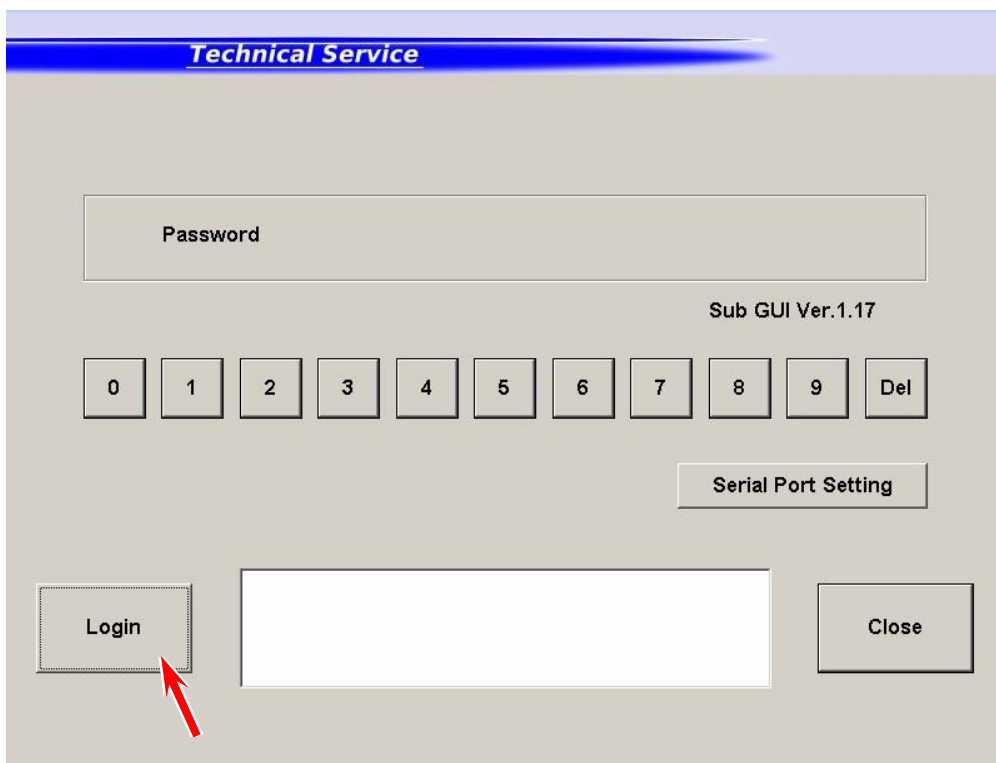 Technical Service
Password
Sub GUI Ver.1.17
0 1 2 3 4 5 6 7 8 9 Del
Serial Port Setting
Login Close